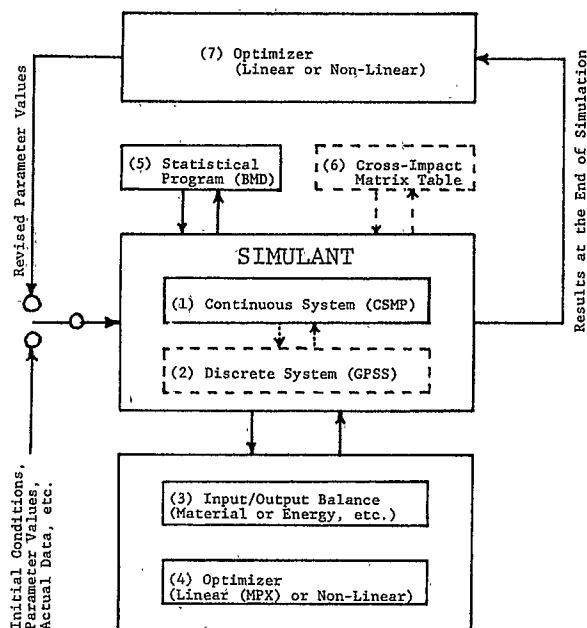 (7) Optimizer
(Linear or Non-Linear)
Revised Parameter Values
Results at the End of Simulation
(5) Statistical
Program (BMD)
(6) Cross-Impact
Matrix Table
SIMULANT
(1) Continuous System (CSMP)
(2) Discrete System (GPSS)
(3) Input/Output Balance
(Material or Energy, etc.)
(4) Optimizer
(Linear (MPX) or Non-Linear)
Initial Conditions,
Parameter Values,
Actual Data, etc.